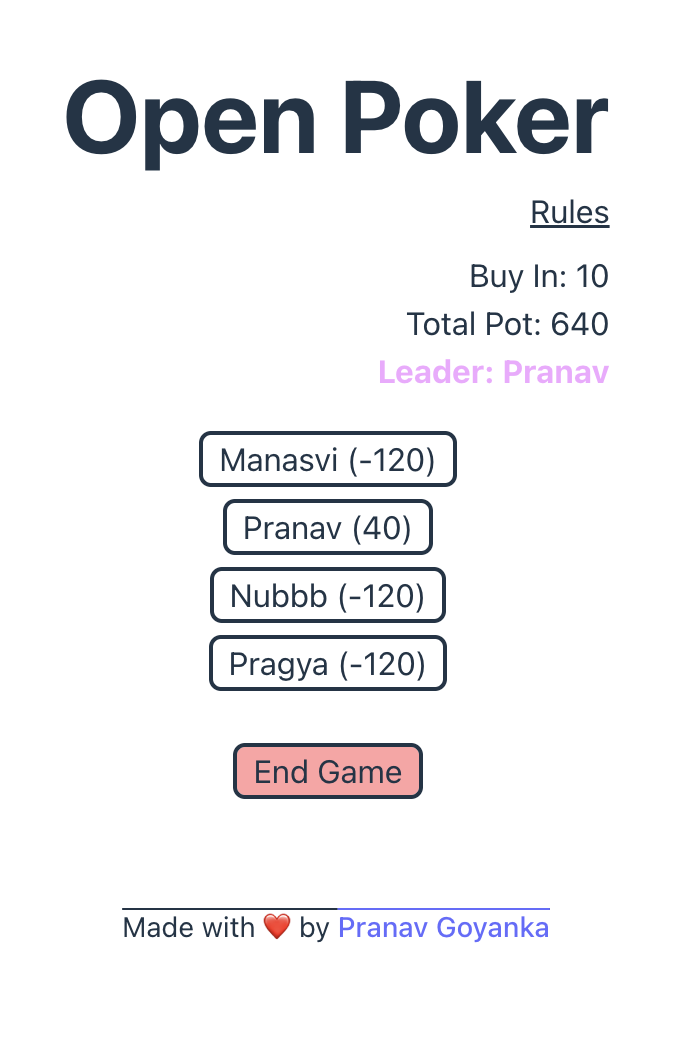 Open Poker
Rules
Buy In: 10
Total Pot: 640
Leader: Pranav
Manasvi (-120)
Pranav (40)
Nubbb (-120)
Pragya (-120)
End Game
Made with ❤️ by Pranav Goyanka